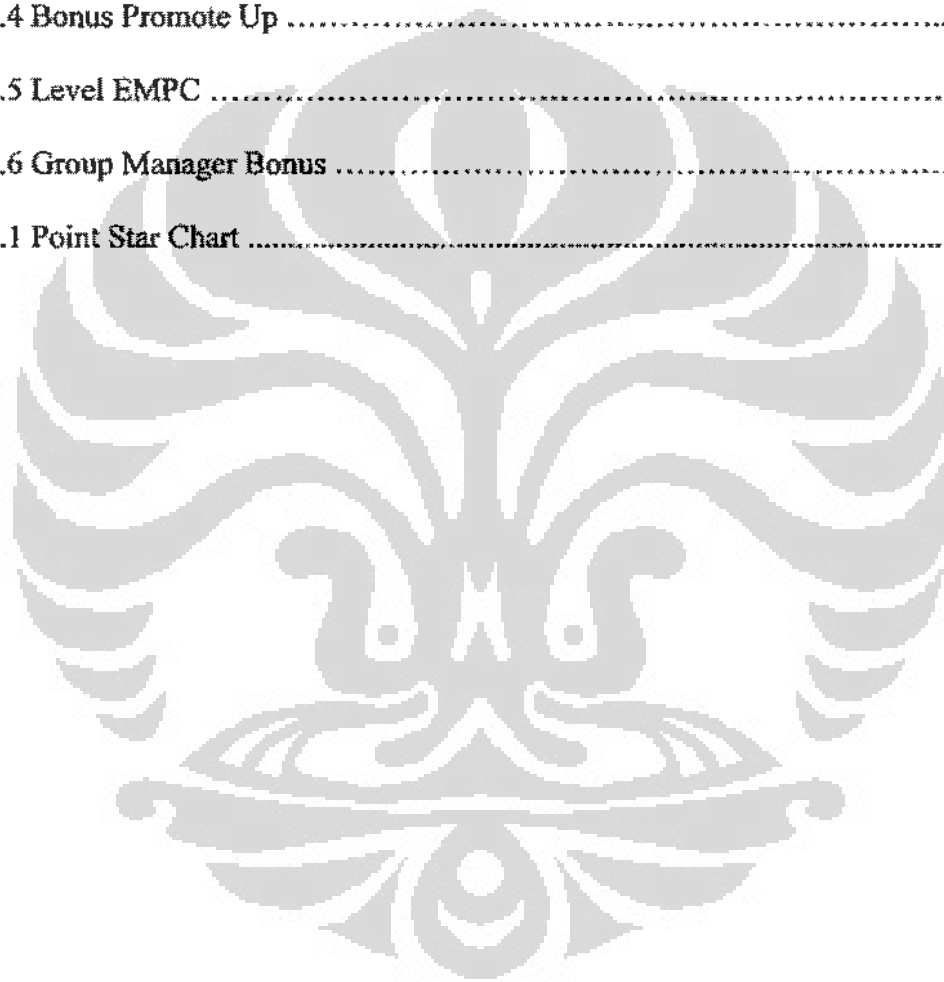 .4 Bonus Promote Up ........................................................
.5 Level EMPC ........................................................
.6 Group Manager Bonus ........................................................
.1 Point Star Chart ........................................................